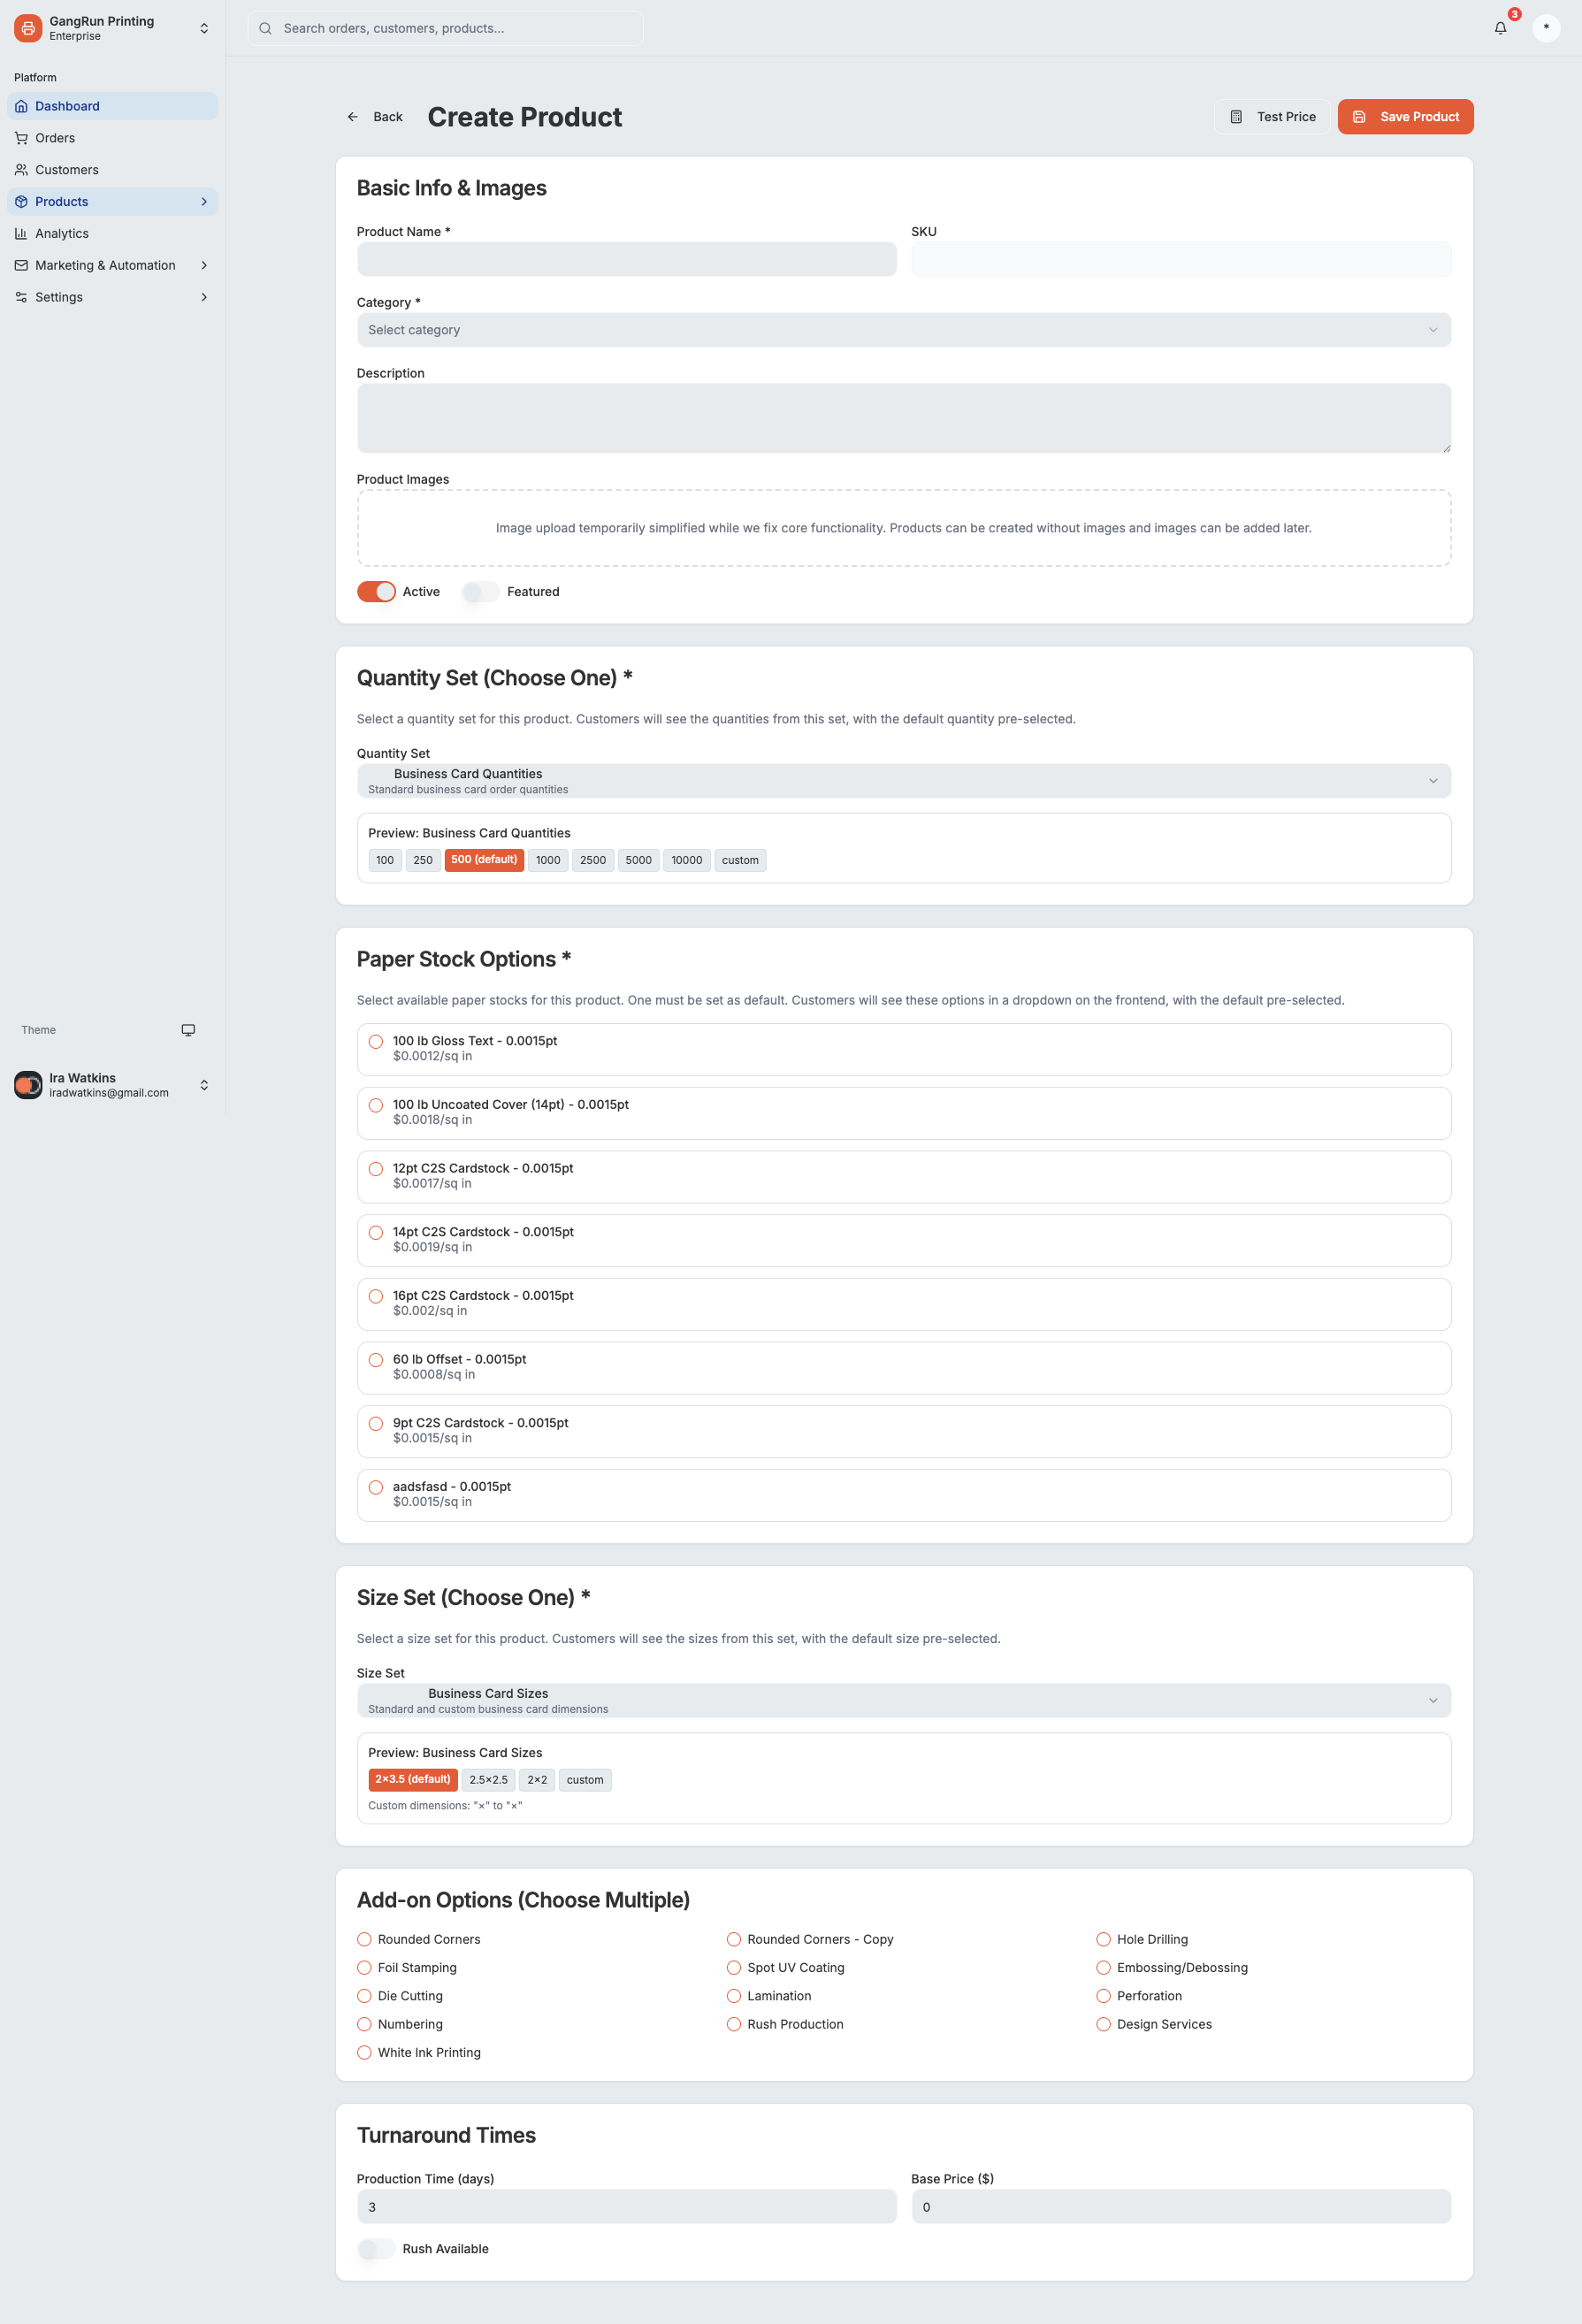 GangRun Printing
Enterprise
Search orders, customers, products...
3
*
Platform
Dashboard
Orders
Customers
Products
Analytics
Marketing & Automation
Settings
Theme
Ira Watkins
iradwatkins@gmail.com
Back
Create Product
Test Price
Save Product
Basic Info & Images
Product Name *
SKU
Category *
Select category
Description
Product Images
Image upload temporarily simplified while we fix core functionality. Products can be created without images and images can be added later.
Active
Featured
Quantity Set (Choose One) *
Select a quantity set for this product. Customers will see the quantities from this set, with the default quantity pre-selected.
Quantity Set
Business Card Quantities
Standard business card order quantities
Preview: Business Card Quantities
100 250 500 (default) 1000 2500 5000 10000 custom
Paper Stock Options *
Select available paper stocks for this product. One must be set as default. Customers will see these options in a dropdown on the frontend, with the default pre-selected.
100 lb Gloss Text - 0.0015pt
$0.0012/sq in
100 lb Uncoated Cover (14pt) - 0.0015pt
$0.0018/sq in
12pt C2S Cardstock - 0.0015pt
$0.0017/sq in
14pt C2S Cardstock - 0.0015pt
$0.0019/sq in
16pt C2S Cardstock - 0.0015pt
$0.002/sq in
60 lb Offset - 0.0015pt
$0.0008/sq in
9pt C2S Cardstock - 0.0015pt
$0.0015/sq in
aadsfasd - 0.0015pt
$0.0015/sq in
Size Set (Choose One) *
Select a size set for this product. Customers will see the sizes from this set, with the default size pre-selected.
Size Set
Business Card Sizes
Standard and custom business card dimensions
Preview: Business Card Sizes
2×3.5 (default) 2.5×2.5 2×2 custom
Custom dimensions: "×" to "×"
Add-on Options (Choose Multiple)
Rounded Corners
Rounded Corners - Copy
Hole Drilling
Foil Stamping
Spot UV Coating
Embossing/Debossing
Die Cutting
Lamination
Perforation
Numbering
Rush Production
Design Services
White Ink Printing
Turnaround Times
Production Time (days)
Base Price ($)
3
0
Rush Available